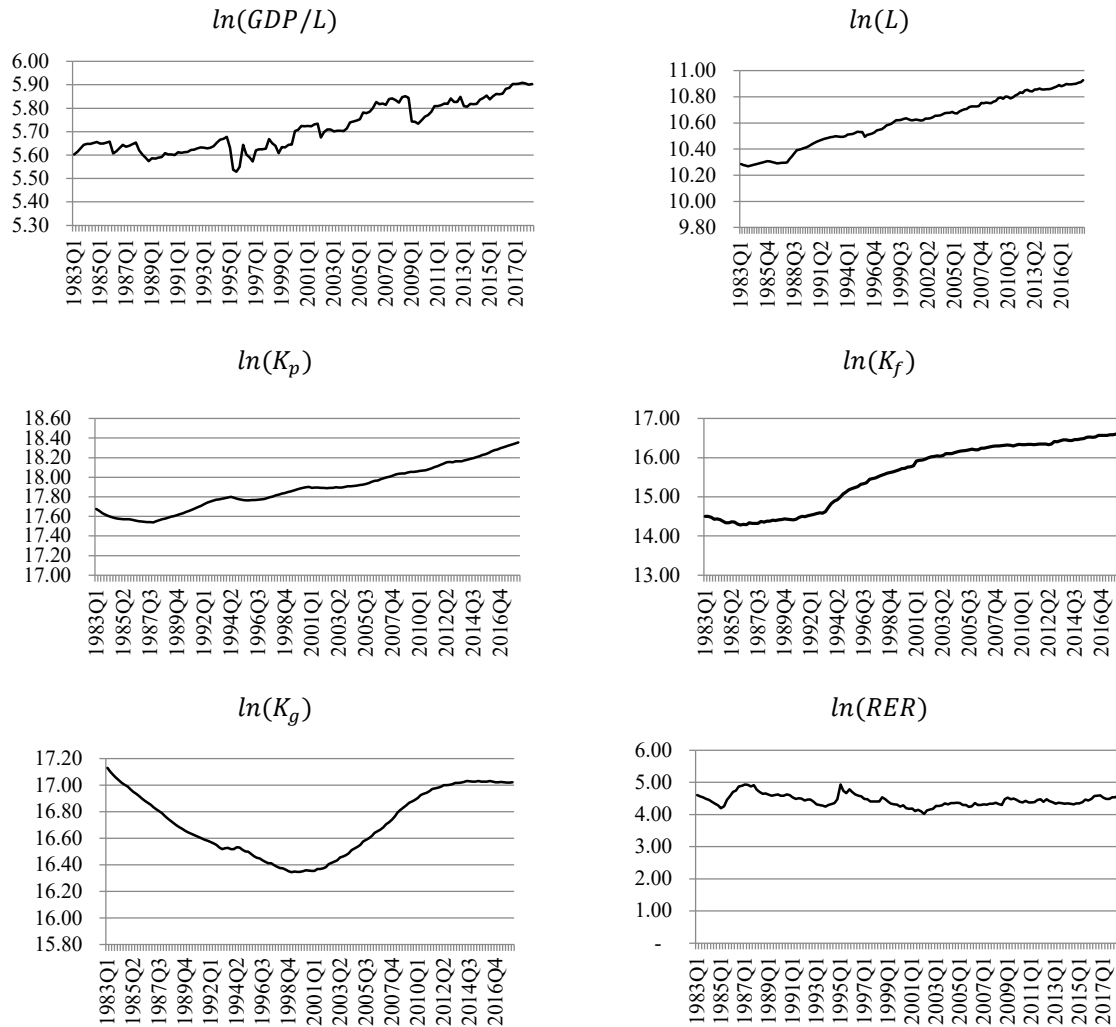 ln(GDP/L)
6.00
5.90
5.80
5.70
5.60
5.50
5.40
5.30
1983Q1
1985Q1
1987Q1
1989Q1
1991Q1
1993Q1
1995Q1
1997Q1
1999Q1
2001Q1
2003Q1
2005Q1
2007Q1
2009Q1
2011Q1
2013Q1
2015Q1
2017Q1
ln(L)
11.00
10.80
10.60
10.40
10.20
10.00
9.80
1983Q1
1985Q4
1988Q3
1991Q2
1994Q1
1996Q4
1999Q3
2002Q2
2005Q1
2007Q4
2010Q3
2013Q2
2016Q1
ln(K_p)
18.60
18.40
18.20
18.00
17.80
17.60
17.40
17.20
17.00
1983Q1
1985Q2
1987Q3
1989Q4
1992Q1
1994Q2
1996Q3
1998Q4
2001Q1
2003Q2
2005Q3
2007Q4
2010Q1
2012Q2
2014Q3
2016Q4
ln(K_f)
17.00
16.00
15.00
14.00
13.00
1983Q1
1985Q2
1987Q3
1989Q4
1992Q1
1994Q2
1996Q3
1998Q4
2001Q1
2003Q2
2005Q3
2007Q4
2010Q1
2012Q2
2014Q3
2016Q4
ln(K_g)
17.20
17.00
16.80
16.60
16.40
16.20
16.00
15.80
1983Q1
1985Q2
1987Q3
1989Q4
1992Q1
1994Q2
1996Q3
1998Q4
2001Q1
2003Q2
2005Q3
2007Q4
2010Q1
2012Q2
2014Q3
2016Q4
ln(RER)
6.00
5.00
4.00
3.00
2.00
1.00
-
1983Q1
1985Q1
1987Q1
1989Q1
1991Q1
1993Q1
1995Q1
1997Q1
1999Q1
2001Q1
2003Q1
2005Q1
2007Q1
2009Q1
2011Q1
2013Q1
2015Q1
2017Q1